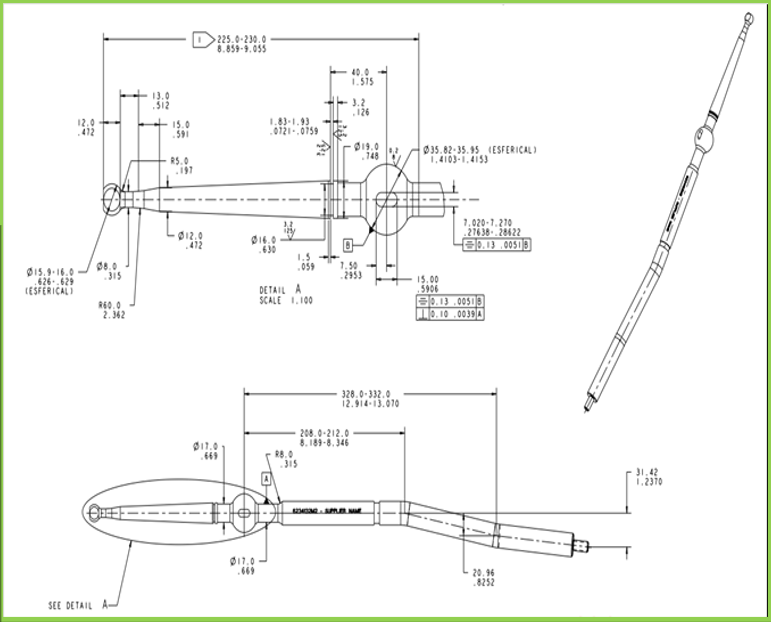 1 225.0-230.0
8.859-9.055
40.0
1.575
13.0
.512
3.2
.126
12.0
.472
15.0
.591
1.83-1.93
.0721-.0759
Ø19.0
.748
3.2
Ø35.82-35.95 (ESFERICAL)
1.4103-1.4153
R5.0
.197
7.020-7.270
.27638-.28622
0.13 .0051 B
Ø12.0
.472
3.2
125
Ø16.0
.630
B
Ø15.9-16.0
.626-.629
(ESFERICAL)
Ø8.0
.315
1.5
.059
7.50
.2953
15.00
.5906
R60.0
2.362
DETAIL A
SCALE 1,100
0.13 .0051 B
0.10 .0039 A
328.0-332.0
12.914-13.070
208.0-212.0
8.189-8.346
Ø17.0
.669
R8.0
.315
A
31.42
1.2370
SUPPLIER NAME
Ø17.0
.669
20.96
.8252
SEE DETAIL A